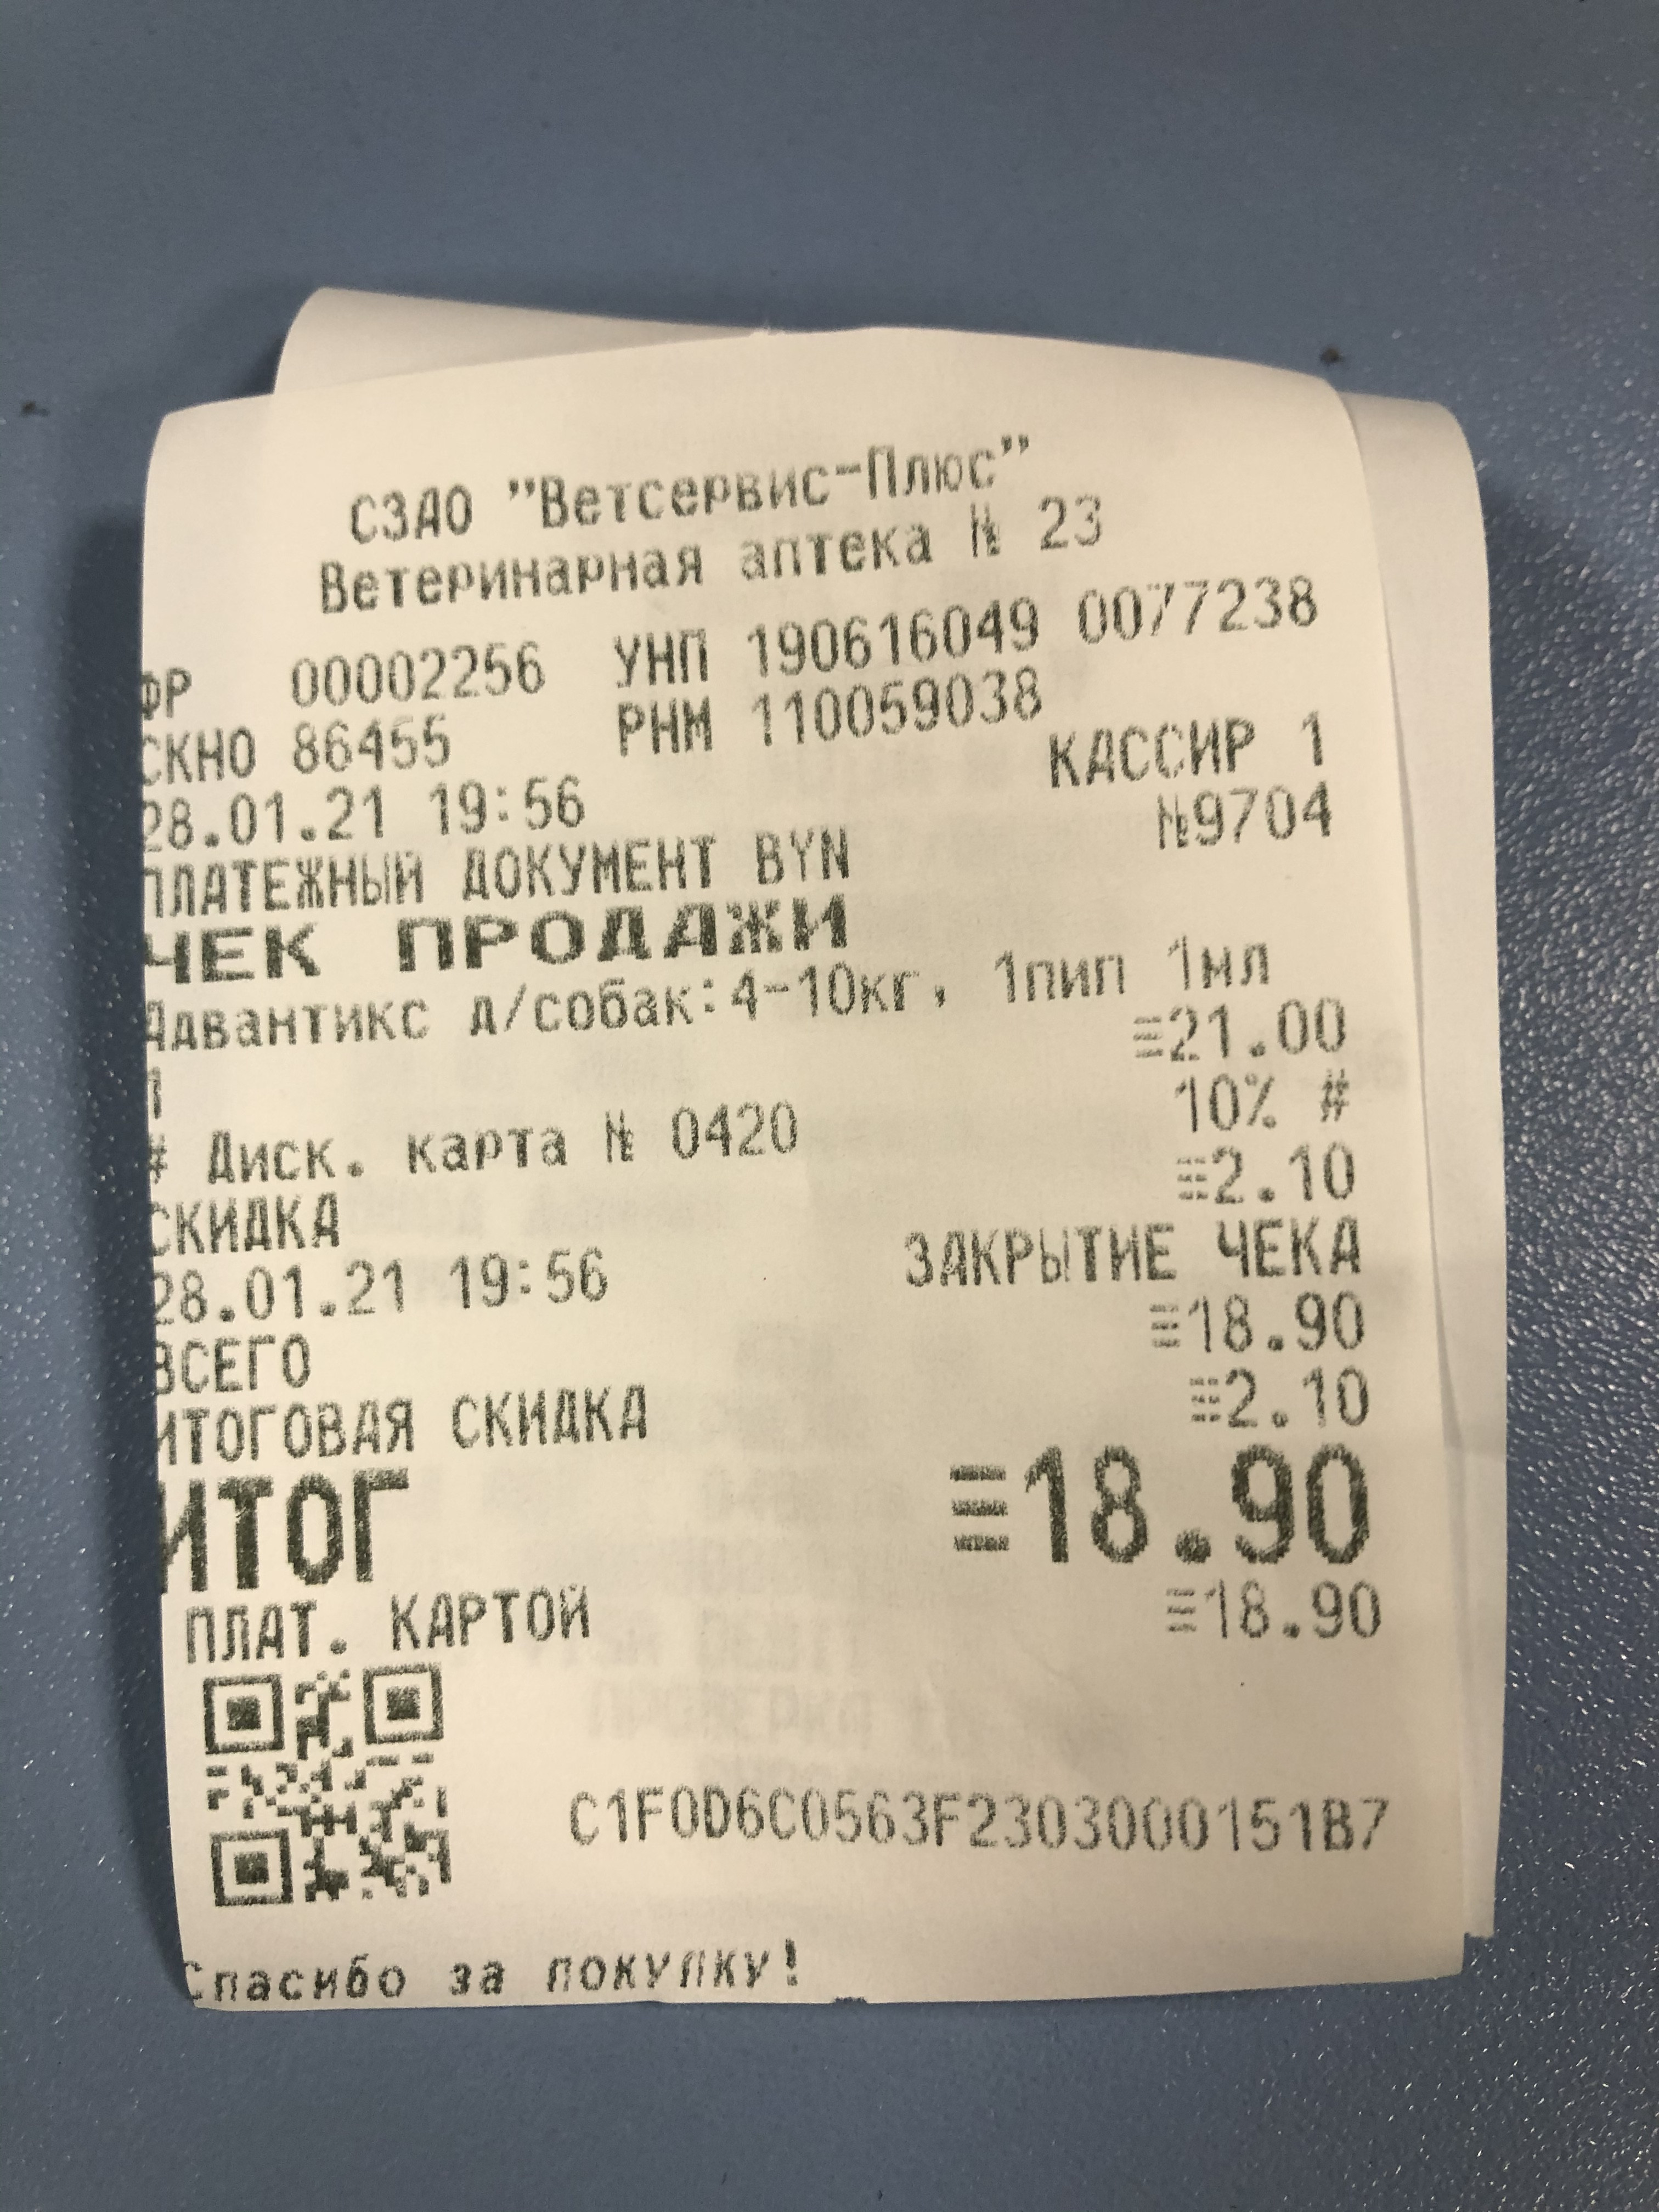 СЗАО "Ветсервис-Плюс"
Ветеринарная аптека № 23
ФР 00002256 УНП 190616049 0077238
СКНО 86455 РНМ 110059038
28.01.21 19:56 КАССИР 1
ПЛАТЕЖНЫЙ ДОКУМЕНТ BYN №9704
ЧЕК ПРОДАЖИ
Адвантикс д/собак:4-10кг, 1пип 1мл
1 ≡21.00
# Диск. карта № 0420 10% #
СКИДКА ≡2.10
28.01.21 19:56 ЗАКРЫТИЕ ЧЕКА
ВСЕГО ≡18.90
ИТОГОВАЯ СКИДКА ≡2.10
ИТОГ ≡18.90
ПЛАТ. КАРТОЙ ≡18.90
C1F0D6C0563F2303000151B7
Спасибо за покупку!